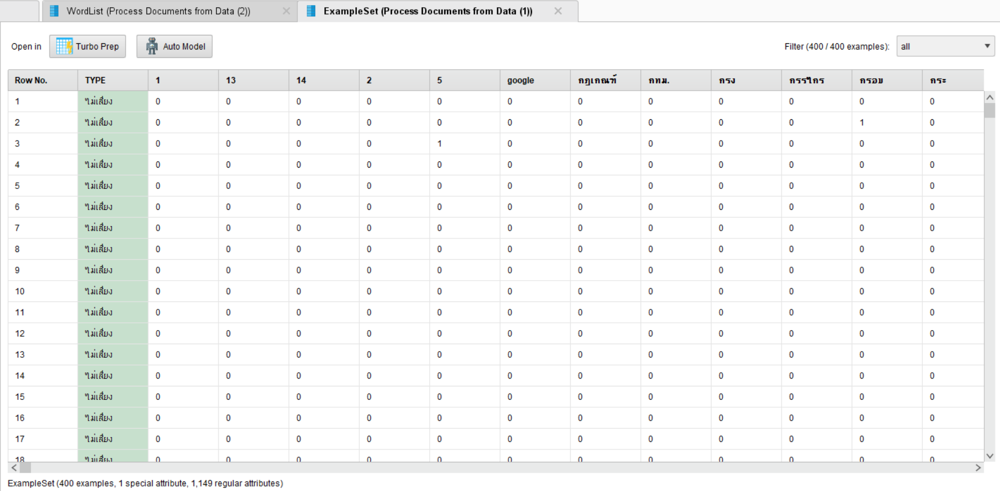 WordList (Process Documents from Data (2)) ExampleSet (Process Documents from Data (1))
Open in Turbo Prep Auto Model Filter (400 / 400 examples): all
Row No. TYPE 1 13 14 2 5 google กฎเกณฑ์ กทม. กรง กรรไกร กรอบ กระ
1 ไม่เสี่ยง 0 0 0 0 0 0 0 0 0 0 0 0
2 ไม่เสี่ยง 0 0 0 0 0 0 0 0 0 0 1 0
3 ไม่เสี่ยง 0 0 0 0 1 0 0 0 0 0 0 0
4 ไม่เสี่ยง 0 0 0 0 0 0 0 0 0 0 0 0
5 ไม่เสี่ยง 0 0 0 0 0 0 0 0 0 0 0 0
6 ไม่เสี่ยง 0 0 0 0 0 0 0 0 0 0 0 0
7 ไม่เสี่ยง 0 0 0 0 0 0 0 0 0 0 0 0
8 ไม่เสี่ยง 0 0 0 0 0 0 0 0 0 0 0 0
9 ไม่เสี่ยง 0 0 0 0 0 0 0 0 0 0 0 0
10 ไม่เสี่ยง 0 0 0 0 0 0 0 0 0 0 0 0
11 ไม่เสี่ยง 0 0 0 0 0 0 0 0 0 0 0 0
12 ไม่เสี่ยง 0 0 0 0 0 0 0 0 0 0 0 0
13 ไม่เสี่ยง 0 0 0 0 0 0 0 0 0 0 0 0
14 ไม่เสี่ยง 0 0 0 0 0 0 0 0 0 0 0 0
15 ไม่เสี่ยง 0 0 0 0 0 0 0 0 0 0 0 0
16 ไม่เสี่ยง 0 0 0 0 0 0 0 0 0 0 0 0
17 ไม่เสี่ยง 0 0 0 0 0 0 0 0 0 0 0 0
18 ไม่เสี่ยง 0 0 0 0 0 0 0 0 0 0 0 0
ExampleSet (400 examples, 1 special attribute, 1,149 regular attributes)